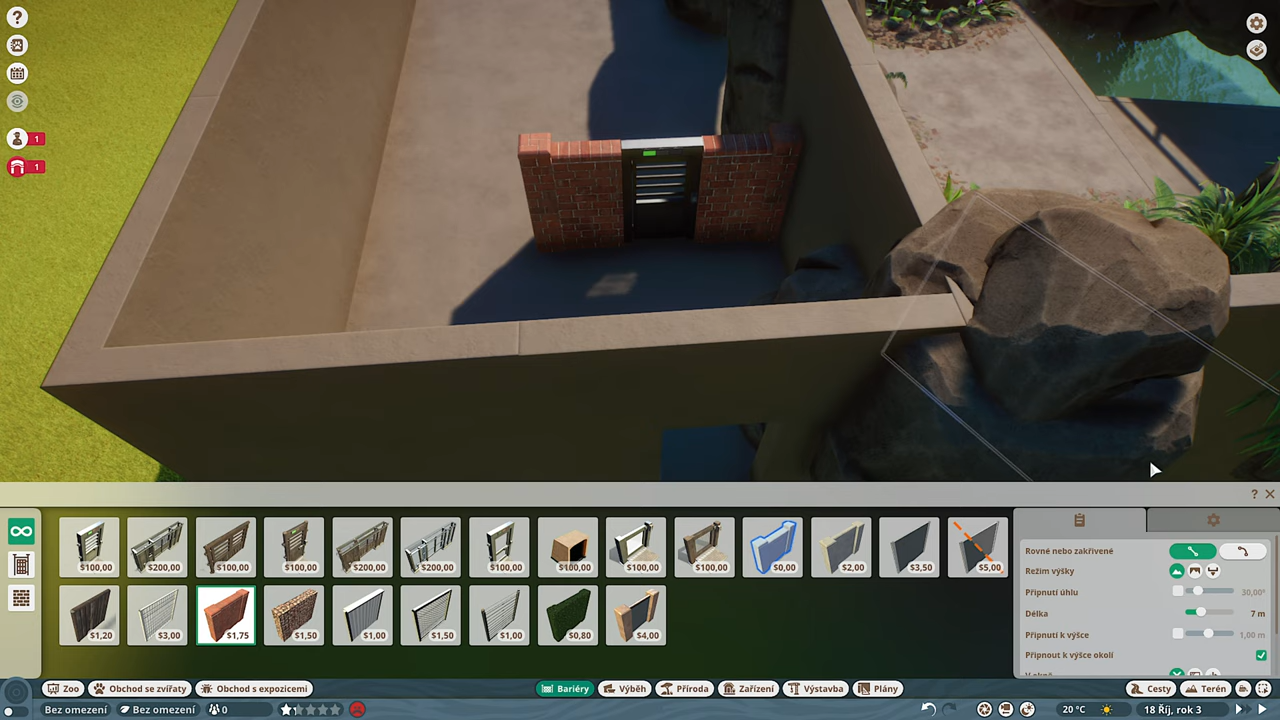 ?
1
1
? ×
$100,00 $200,00 $100,00 $100,00 $200,00 $200,00 $100,00 $100,00 $100,00 $100,00 $0,00 $2,00 $3,50 $5,00
$1,20 $3,00 $1,75 $1,50 $1,00 $1,50 $1,00 $0,80 $4,00
Rovné nebo zakřivené
Režim výšky
Připnutí úhlu 30,00°
Délka 7 m
Připnutí k výšce 1,00 m
Připnout k výšce okolí
Zoo Obchod se zvířaty Obchod s expozicemi Bariéry Výběh Příroda Zařízení Výstavba Plány Cesty Terén
Bez omezení Bez omezení 0 20 °C 18 Říj, rok 3